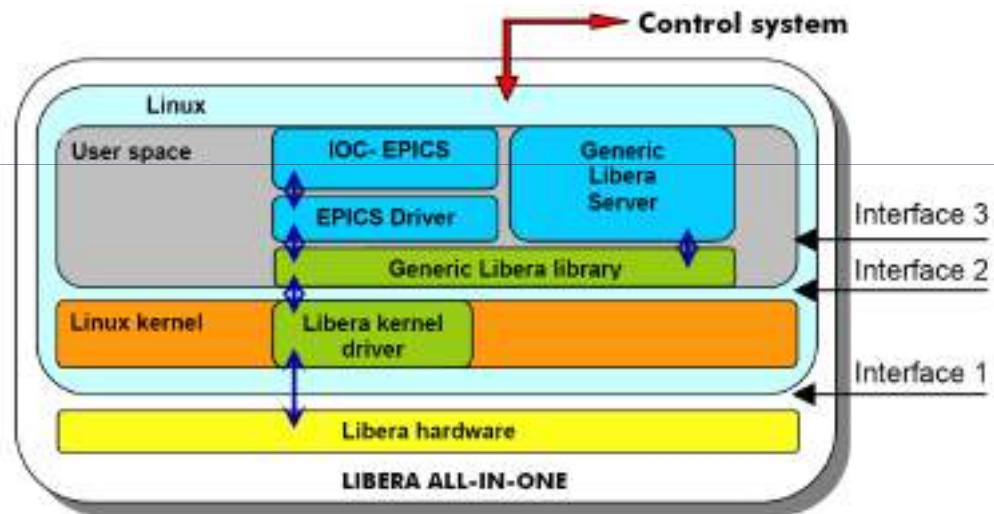 Control system
Linux
User space
IOC- EPICS
Generic
Libera
Server
EPICS Driver
Interface 3
Generic Libera library
Interface 2
Linux kernel
Libera kernel
driver
Interface 1
Libera hardware
LIBERA ALL-IN-ONE